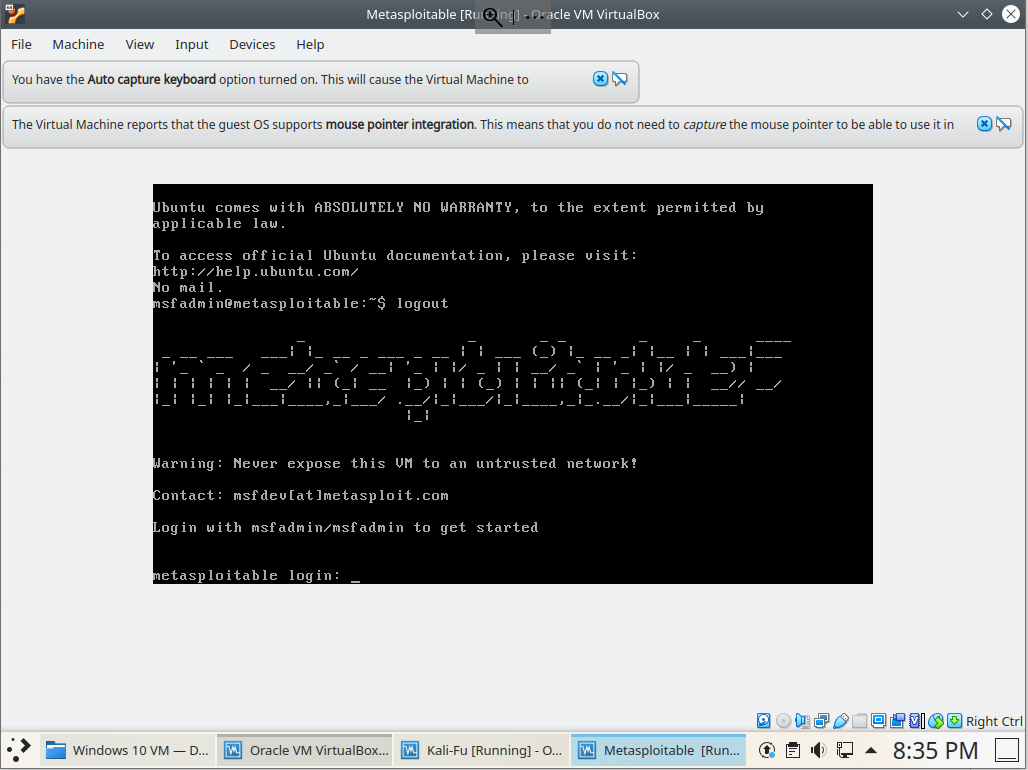 Metasploitable [Running] - Oracle VM VirtualBox
File Machine View Input Devices Help
You have the Auto capture keyboard option turned on. This will cause the Virtual Machine to
The Virtual Machine reports that the guest OS supports mouse pointer integration. This means that you do not need to capture the mouse pointer to be able to use it in
Ubuntu comes with ABSOLUTELY NO WARRANTY, to the extent permitted by
applicable law.
To access official Ubuntu documentation, please visit:
http://help.ubuntu.com/
No mail.
msfadmin@metasploitable:~$ logout
metasploitable2
Warning: Never expose this VM to an untrusted network!
Contact: msfdev[at]metasploit.com
Login with msfadmin/msfadmin to get started
metasploitable login: _
Right Ctrl
Windows 10 VM — D...
Oracle VM VirtualBox...
Kali-Fu [Running] - O...
Metasploitable [Run...
8:35 PM